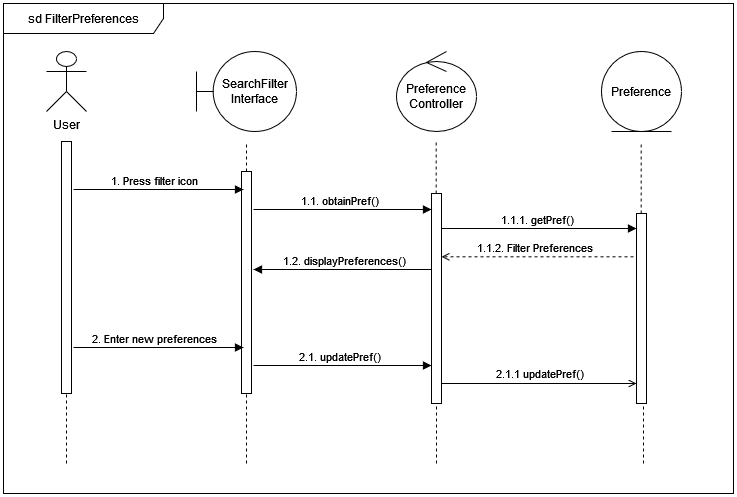 sd FilterPreferences
User
SearchFilter
Interface
Preference
Controller
Preference
1. Press filter icon
1.1. obtainPref()
1.1.1. getPref()
1.1.2. Filter Preferences
1.2. displayPreferences()
2. Enter new preferences
2.1. updatePref()
2.1.1 updatePref()